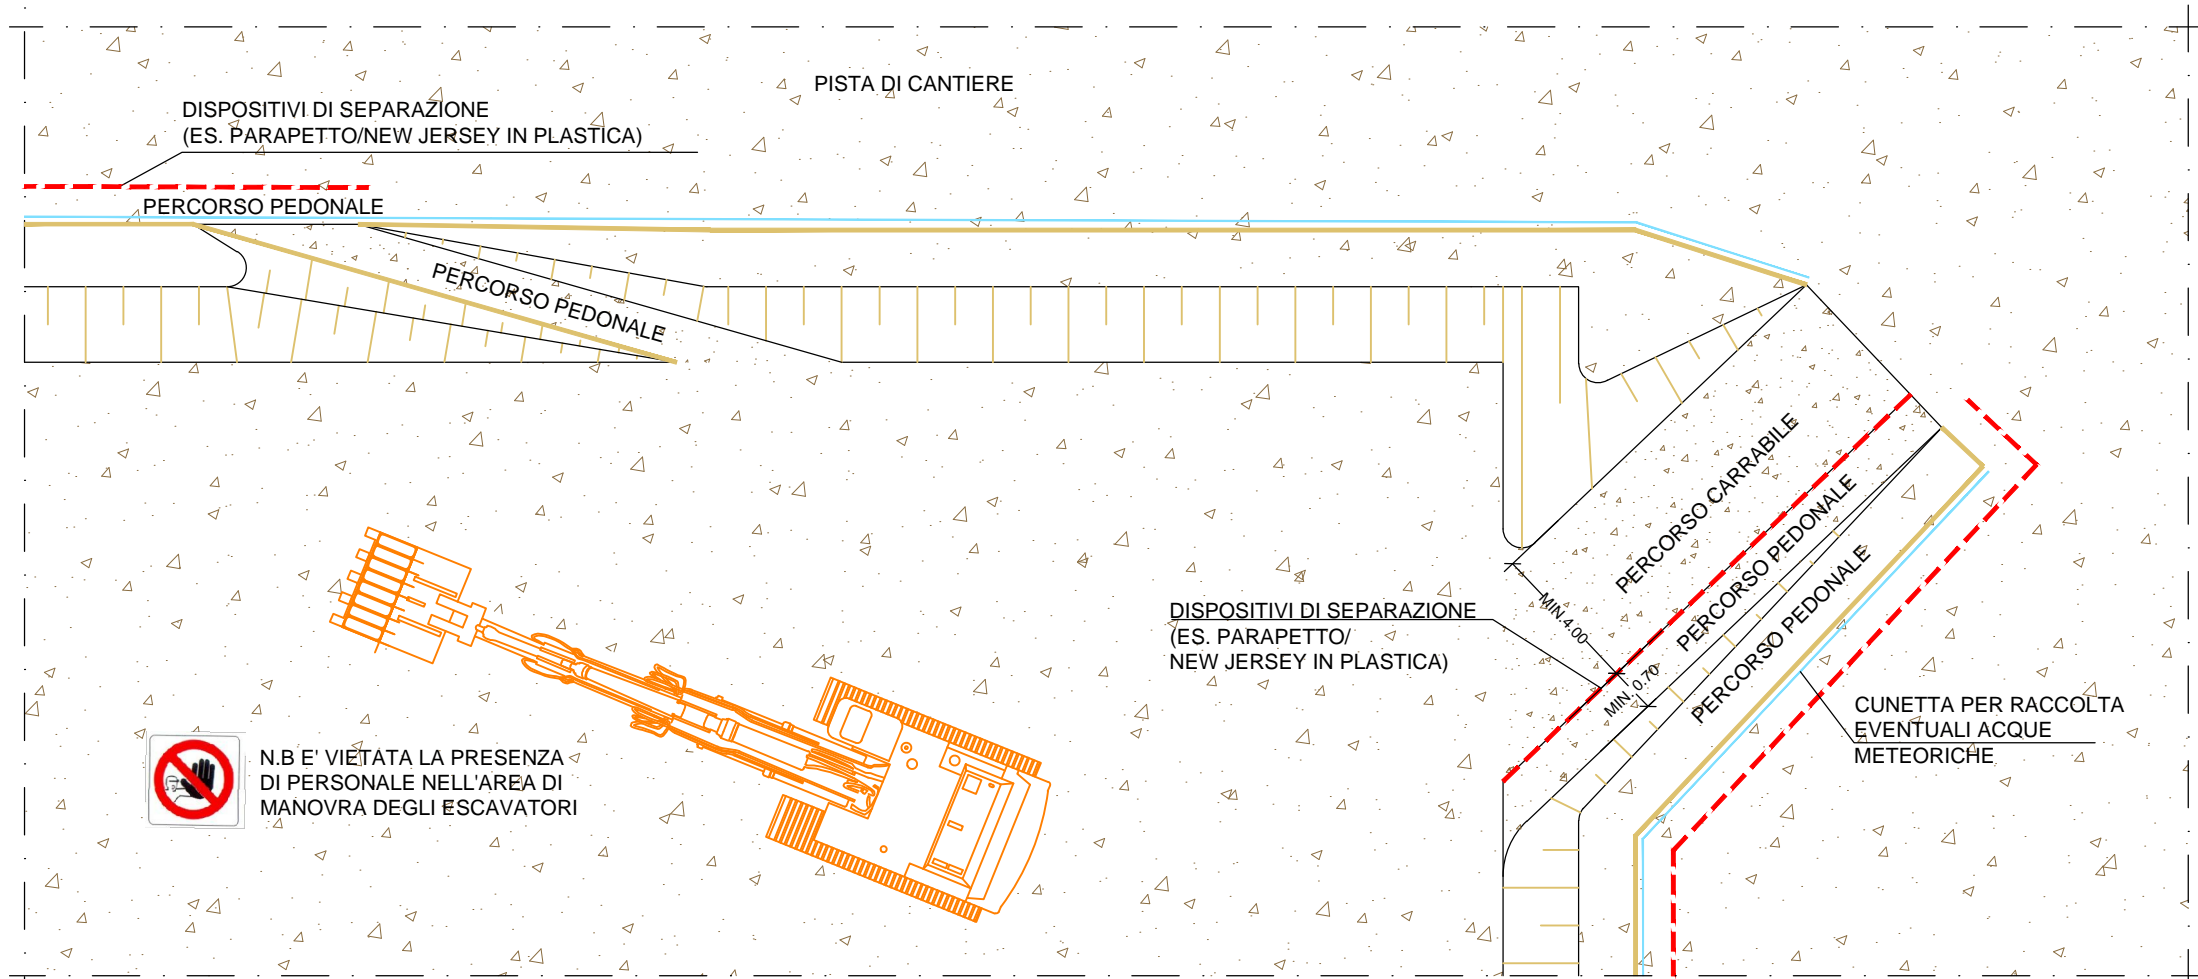 PISTA DI CANTIERE
DISPOSITIVI DI SEPARAZIONE
(ES. PARAPETTO/NEW JERSEY IN PLASTICA)
PERCORSO PEDONALE
PERCORSO PEDONALE
PERCORSO CARRABILE
PERCORSO PEDONALE
PERCORSO PEDONALE
MIN.4.00
MIN. 0.70
DISPOSITIVI DI SEPARAZIONE
(ES. PARAPETTO/
NEW JERSEY IN PLASTICA)
CUNETTA PER RACCOLTA
EVENTUALI ACQUE
METEORICHE
N.B E' VIETATA LA PRESENZA
DI PERSONALE NELL'AREA DI
MANOVRA DEGLI ESCAVATORI